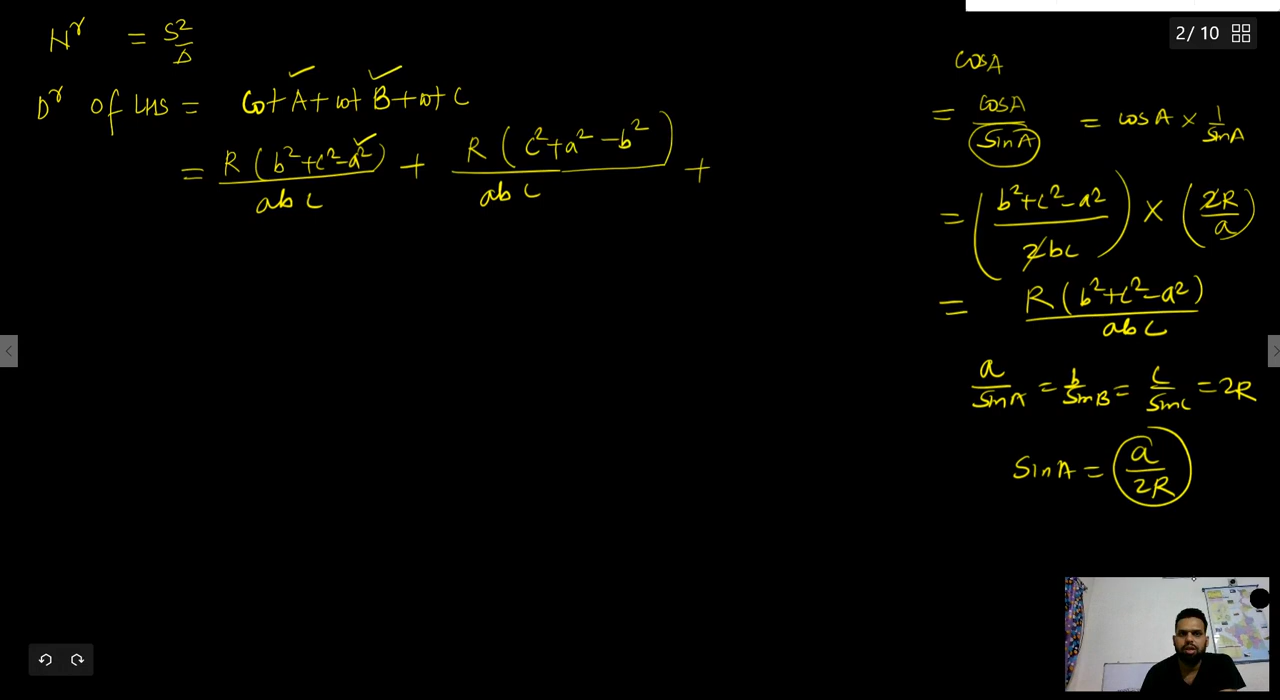 Nʳ = S²/Δ
Dʳ of LHS = Cot A + cot B + cot C
= R(b²+c²-a²)/abc + R(c²+a²-b²)/abc +
2/ 10
cosA
= cosA/SinA = cosA × 1/sinA
= (b²+c²-a²/2bc) × (2R/a)
= R(b²+c²-a²)/abc
a/SinA = b/SinB = c/SinC = 2R
SinA = a/2R